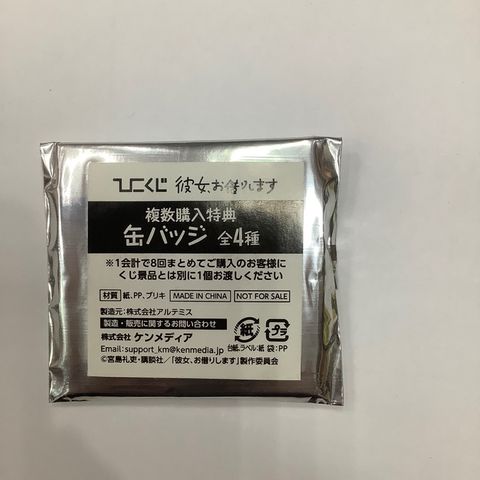 ヒキくじ 彼女、お借りします
複数購入特典
缶バッジ 全4種
※1会計で8回まとめてご購入のお客様に
くじ景品とは別に1個お渡しください
材質 紙、PP、ブリキ MADE IN CHINA NOT FOR SALE
製造元:株式会社アルテミス
製造・販売に関するお問い合わせ
株式会社 ケンメディア
Email:support_km@kenmedia.jp
紙 プラ
台紙、ラベル:紙 袋:PP
©宮島礼吏・講談社/「彼女、お借りします」製作委員会